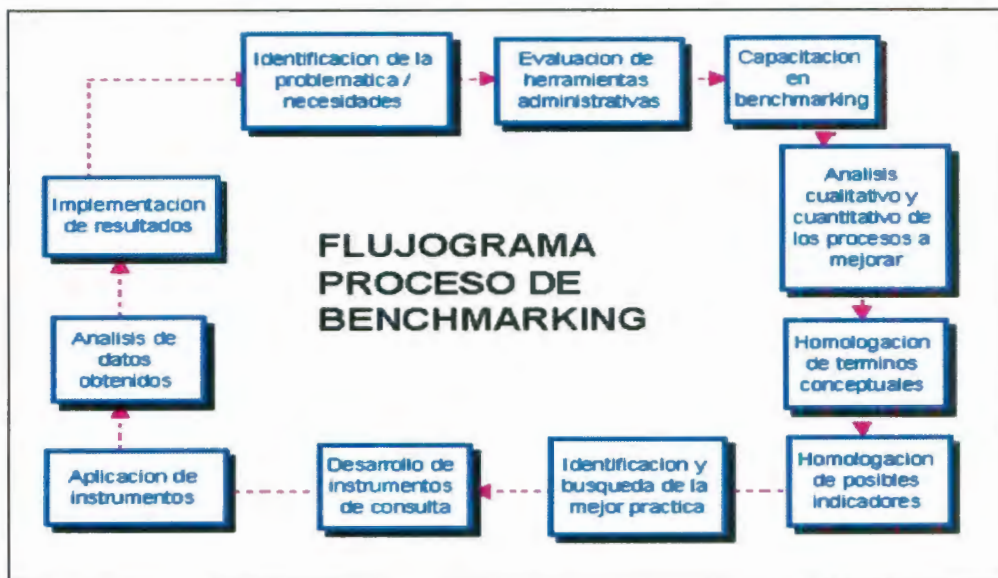 Identificacion de la
problematica /
necesidades
Evaluacion de
herramientas
administrativas
Capacitacion
en
benchmarking
Analisis
cualitativo y
cuantitativo de
los procesos a
mejorar
Homologacion
de terminos
conceptuales
Homologacion
de posibles
indicadores
Identificacion y
busqueda de la
mejor practica
Desarrollo de
instrumentos
de consulta
Aplicacion de
instrumentos
Analisis de
datos
obtenidos
Implementacion
de resultados
FLUJOGRAMA
PROCESO DE
BENCHMARKING